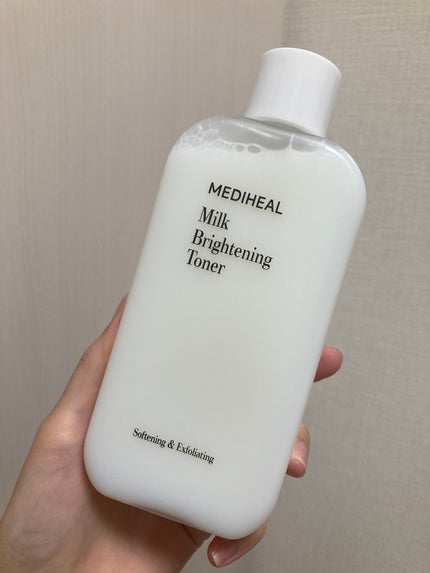 MEDIHEAL
Milk
Brightening
Toner
Softening & Exfoliating